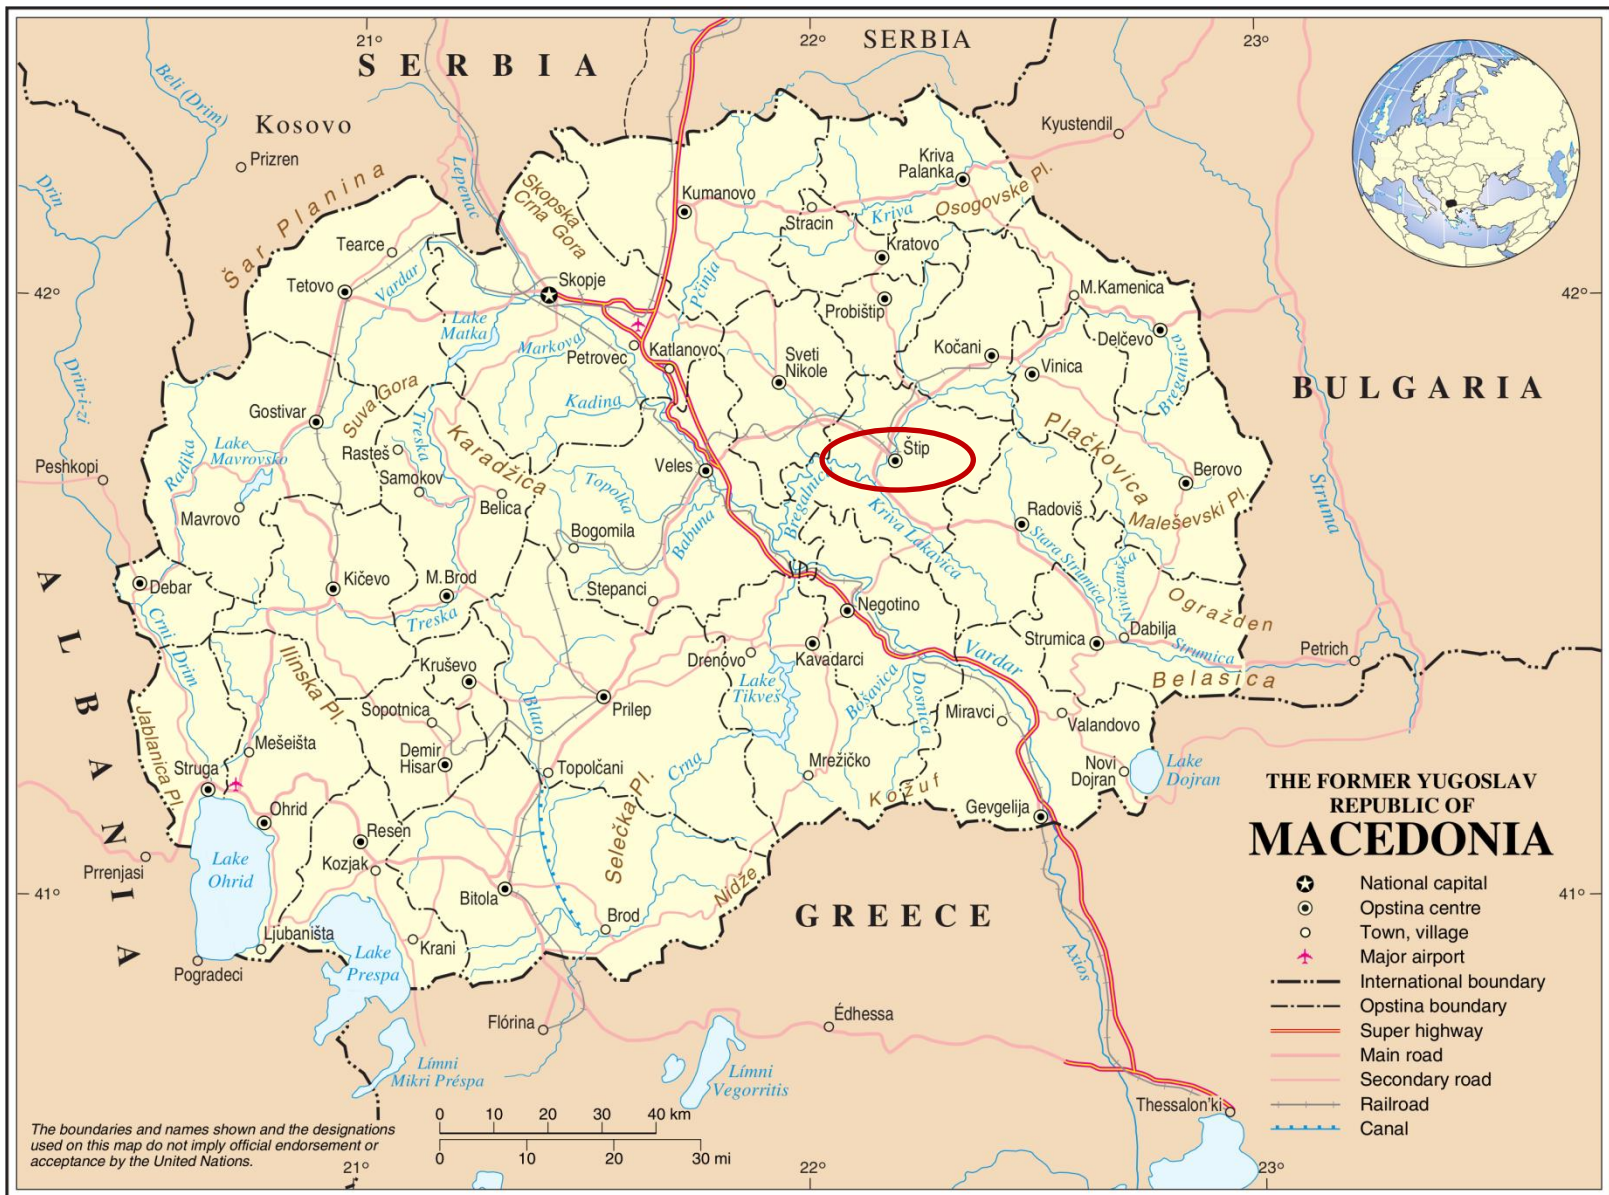 21°
22°
23°
SERBIA
SERBIA
Beli (Drim)
Kosovo
Prizren
Kyustendil
Lepenac
Kriva
Palanka
Drin
Šar Planina
Skopska
Crna Gora
Kumanovo
Osogovske Pl.
Stracin
Kriva
Tearce
Kratovo
Vardar
Pčinja
Skopje
42°
Tetovo
M.Kamenica
42°
Probištip
Lake
Matka
Markova
Petrovec
Katlanovo
Delčevo
Kočani
Sveti
Nikole
Vinica
Bregalnica
Drin-i-zi
BULGARIA
Suva Gora
Kadina
Gostivar
Treska
Plačkovica
Lake
Mavrovsko
Rasteš
Karadžica
Štip
Peshkopi
Radika
Veles
Berovo
Samokov
Topolka
Bregalnica
Struma
Mavrovo
Belica
Radoviš
Maleševski Pl.
Babuna
Kriva Lakavica
Bogomila
Stara Strumica
ALBANIA
Debar
Kičevo
M.Brod
Stepanci
Nivičanška
Ogražden
Crni Drim
Treska
Negotino
Strumica
Dabilja
Ilinska Pl.
Drenovo
Kavadarci
Vardar
Strumica
Petrich
Kruševo
Lake
Tikveš
Belasica
Jablanica Pl.
Sopotnica
Blato
Prilep
Bošavica
Došnica
Miravci
Valandovo
Mešeišta
Demir
Hisar
Struga
Topolčani
Crna
Mrežičko
Novi
Dojran
Lake
Dojran
Selečka Pl.
Kožuf
Gevgelija
Ohrid
Resen
Lake
Ohrid
Prrenjasi
Kozjak
41°
Bitola
Nidže
GREECE
41°
Brod
Ljubaništa
Krani
Lake
Prespa
Pogradeci
Axios
Flórina
Édhessa
Límni
Mikri Préspa
Límni
Vegorritis
Thessalon'ki
THE FORMER YUGOSLAV
REPUBLIC OF
MACEDONIA
National capital
Opstina centre
Town, village
Major airport
International boundary
Opstina boundary
Super highway
Main road
Secondary road
Railroad
Canal
0 10 20 30 40 km
0 10 20 30 mi
The boundaries and names shown and the designations
used on this map do not imply official endorsement or
acceptance by the United Nations.
21°
22°
23°